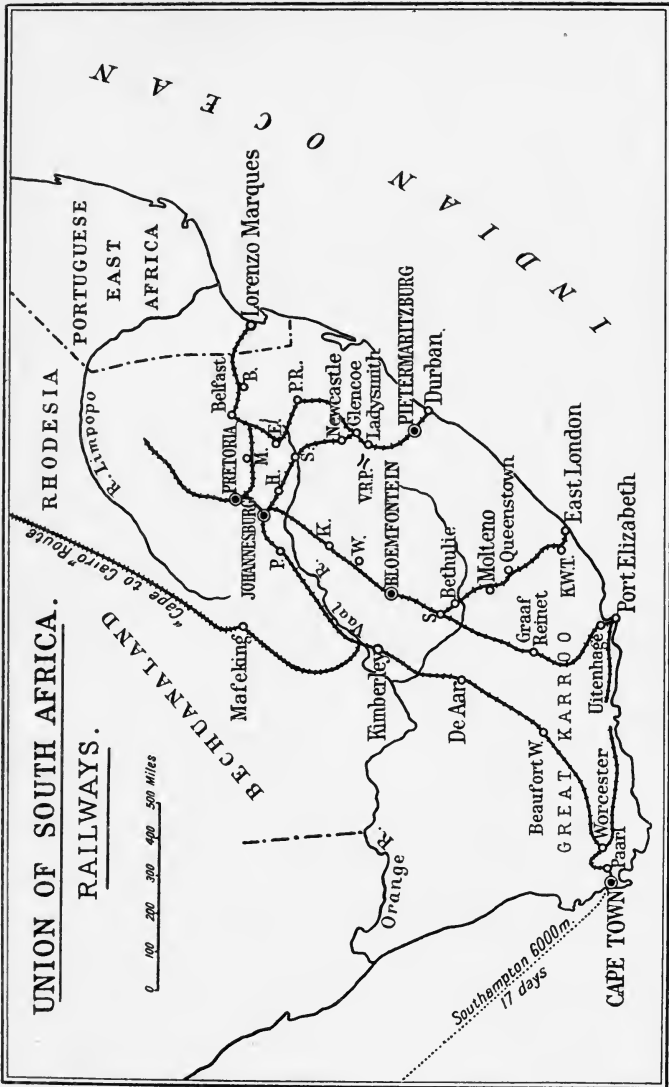 UNION OF SOUTH AFRICA.
RAILWAYS.
0 100 200 300 400 500 Miles
RHODESIA
PORTUGUESE
EAST
AFRICA
INDIAN OCEAN
R. Limpopo
"Cape to Cairo" Route
BECHUANALAND
Mafeking
PRETORIA
JOHANNESBURG
Belfast
B.
Lorenzo Marques
M.
E.
P.R.
H.
S.
P.
Newcastle
Glencoe
Ladysmith
V.R.P.
PIETERMARITZBURG
Durban
Vaal R.
K.
W.
BLOEMFONTEIN
Kimberley
Orange R.
S.
Bethulie
Molteno
Queenstown
De Aar
East London
K.W.T.
Graaf
Reinet
Beaufort W.
GREAT KARROO
Uitenhage
Port Elizabeth
Worcester
Paarl
CAPE TOWN
Southampton 6000m.
17 days